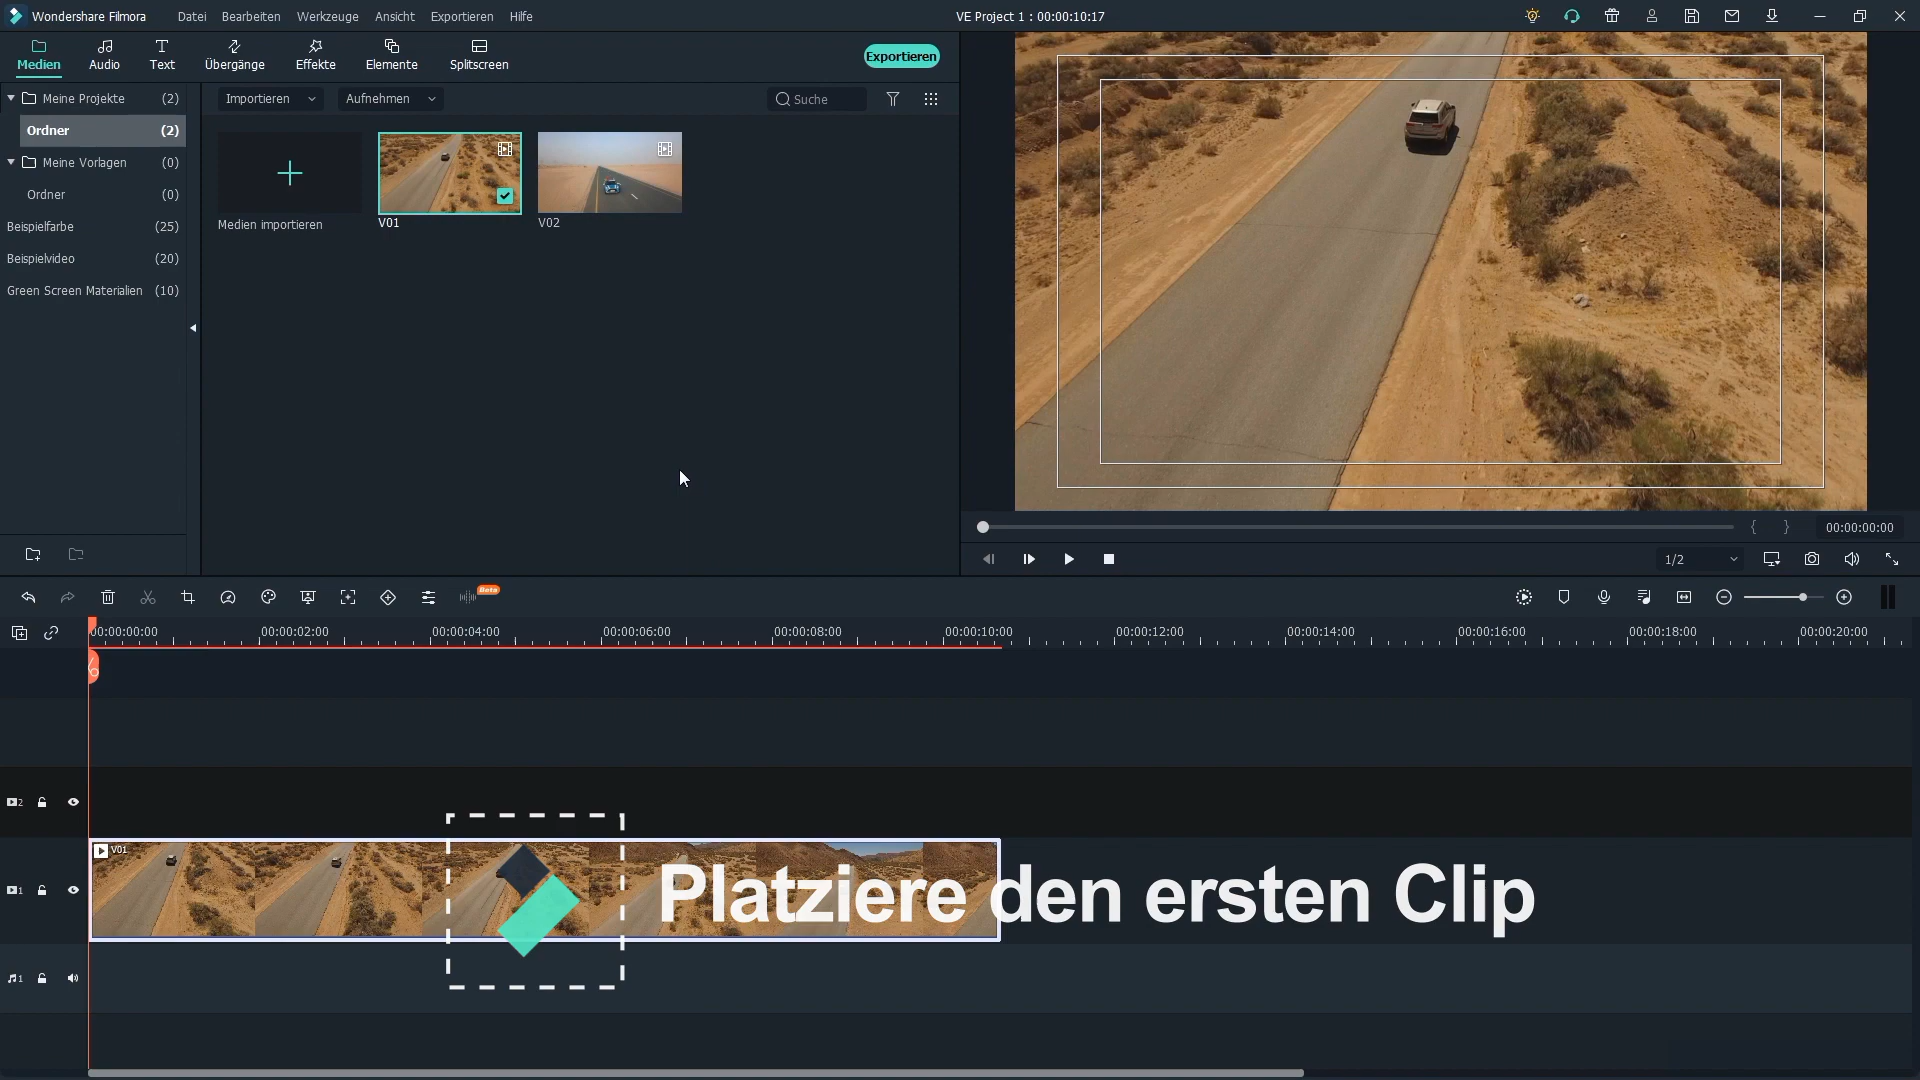 Wondershare Filmora Datei Bearbeiten Werkzeuge Ansicht Exportieren Hilfe VE Project 1 : 00:00:10:17
Medien Audio Text Übergänge Effekte Elemente Splitscreen Exportieren
Meine Projekte (2) Importieren Aufnehmen Suche
Ordner (2)
Meine Vorlagen (0)
Ordner (0)
Medien importieren V01 V02
Beispielfarbe (25)
Beispielvideo (20)
Green Screen Materialien (10)
{ } 00:00:00:00
1/2
Beta
00:00:00:00 00:00:02:00 00:00:04:00 00:00:06:00 00:00:08:00 00:00:10:00 00:00:12:00 00:00:14:00 00:00:16:00 00:00:18:00 00:00:20:00
2
V01
1
Platziere den ersten Clip
1